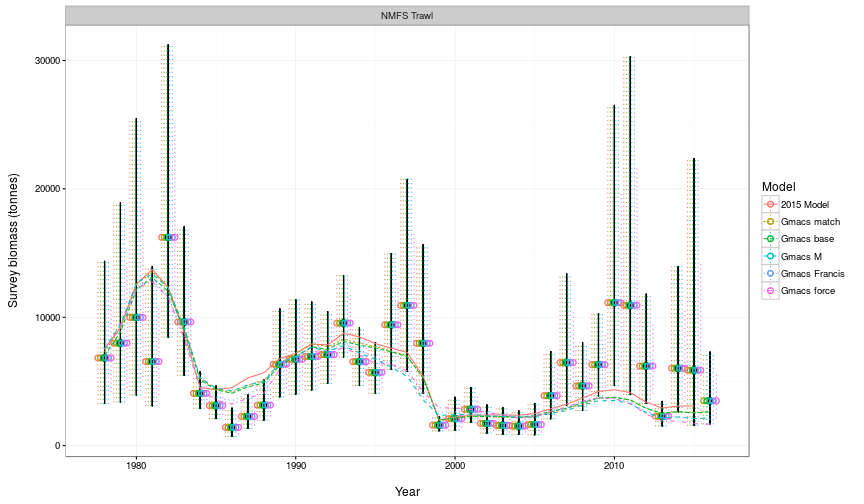 NMFS Trawl
30000
20000
10000
0
Survey biomass (tonnes)
1980
1990
2000
2010
Year
Model
2015 Model
Gmacs match
Gmacs base
Gmacs M
Gmacs Francis
Gmacs force